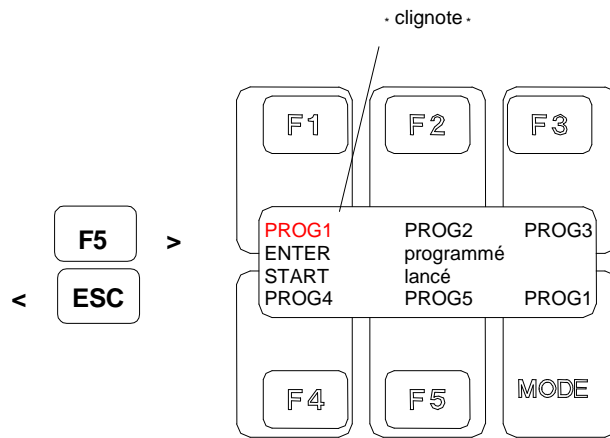 * clignote *
F1 F2 F3
PROG1 PROG2 PROG3
ENTER programmé
START lancé
PROG4 PROG5 PROG1
F5 >
< ESC
F4 F5 MODE